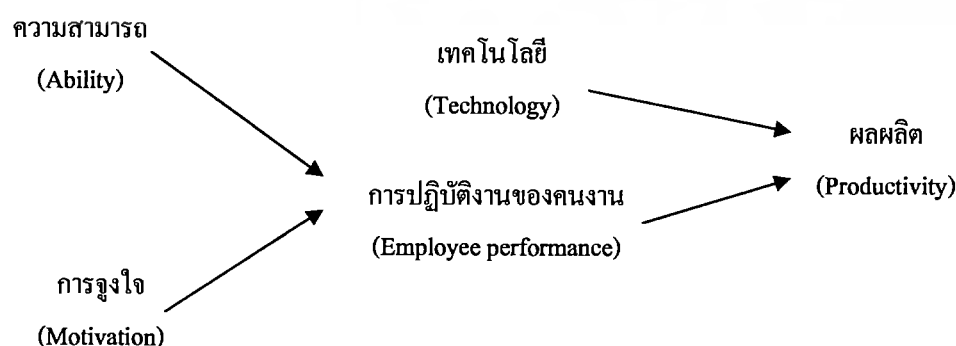 ความสามารถ
(Ability)
เทคโนโลยี
(Technology)
ผลผลิต
(Productivity)
การปฏิบัติงานของคนงาน
(Employee performance)
การจูงใจ
(Motivation)